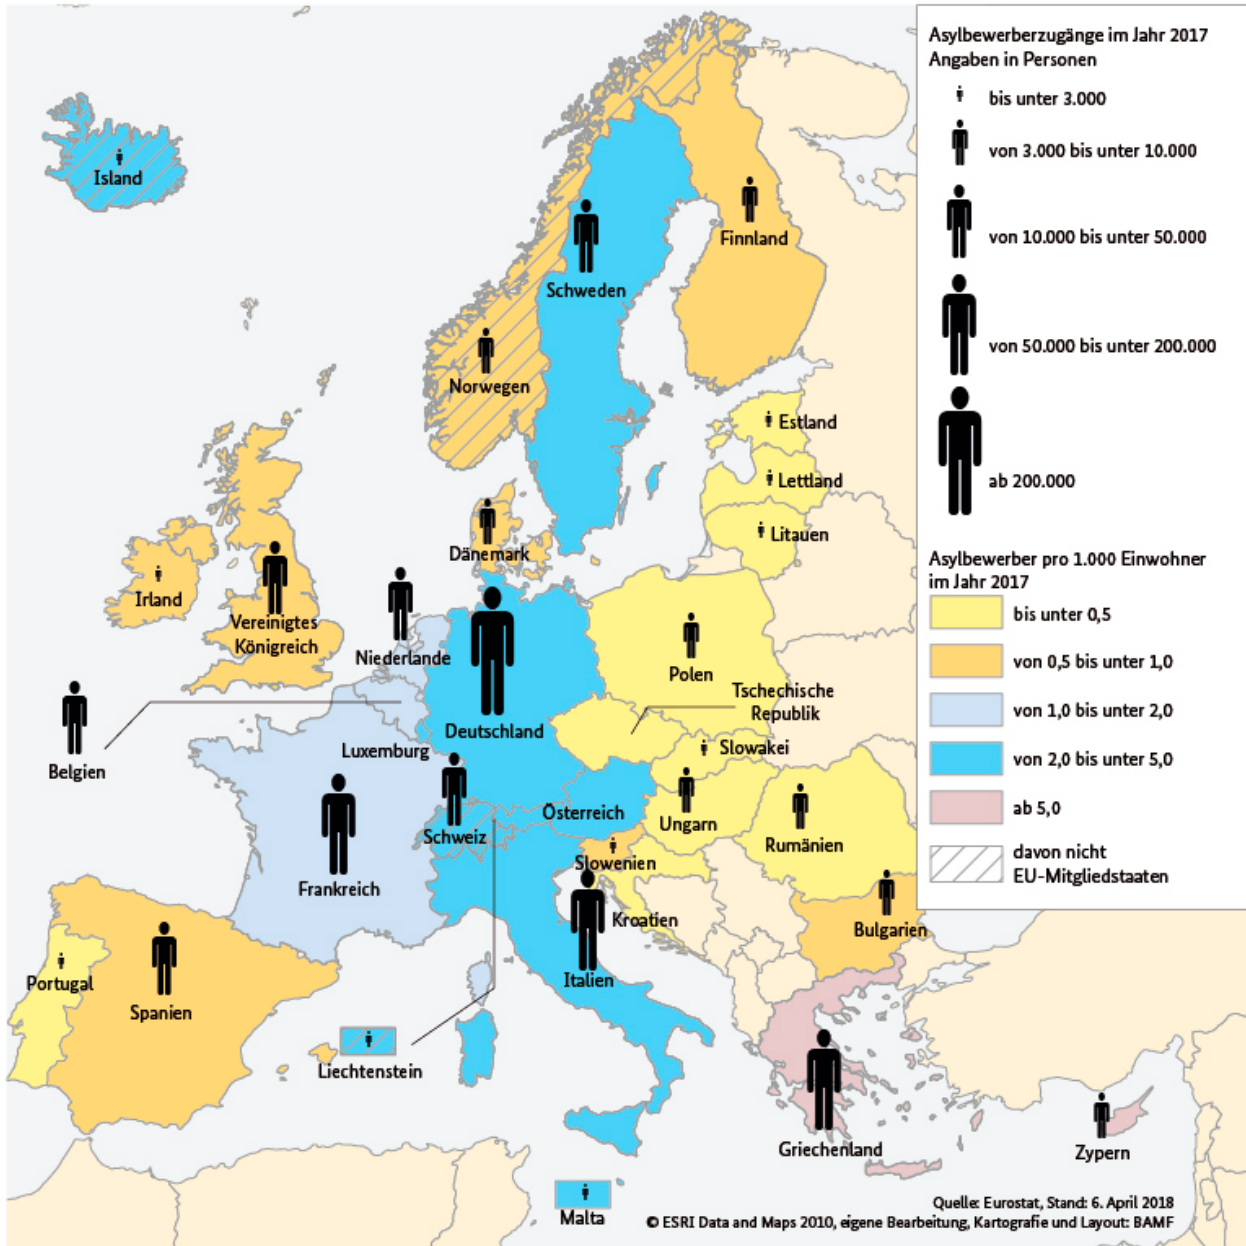 Asylbewerberzugänge im Jahr 2017
Angaben in Personen
bis unter 3.000
von 3.000 bis unter 10.000
von 10.000 bis unter 50.000
von 50.000 bis unter 200.000
ab 200.000
Asylbewerber pro 1.000 Einwohner
im Jahr 2017
bis unter 0,5
von 0,5 bis unter 1,0
von 1,0 bis unter 2,0
von 2,0 bis unter 5,0
ab 5,0
davon nicht
EU-Mitgliedstaaten
Island
Finnland
Schweden
Norwegen
Estland
Lettland
Litauen
Dänemark
Irland
Vereinigtes
Königreich
Niederlande
Polen
Tschechische
Republik
Deutschland
Luxemburg
Slowakei
Belgien
Österreich
Ungarn
Schweiz
Rumänien
Slowenien
Frankreich
Kroatien
Bulgarien
Portugal
Italien
Spanien
Liechtenstein
Griechenland
Zypern
Malta
Quelle: Eurostat, Stand: 6. April 2018
© ESRI Data and Maps 2010, eigene Bearbeitung, Kartografie und Layout: BAMF